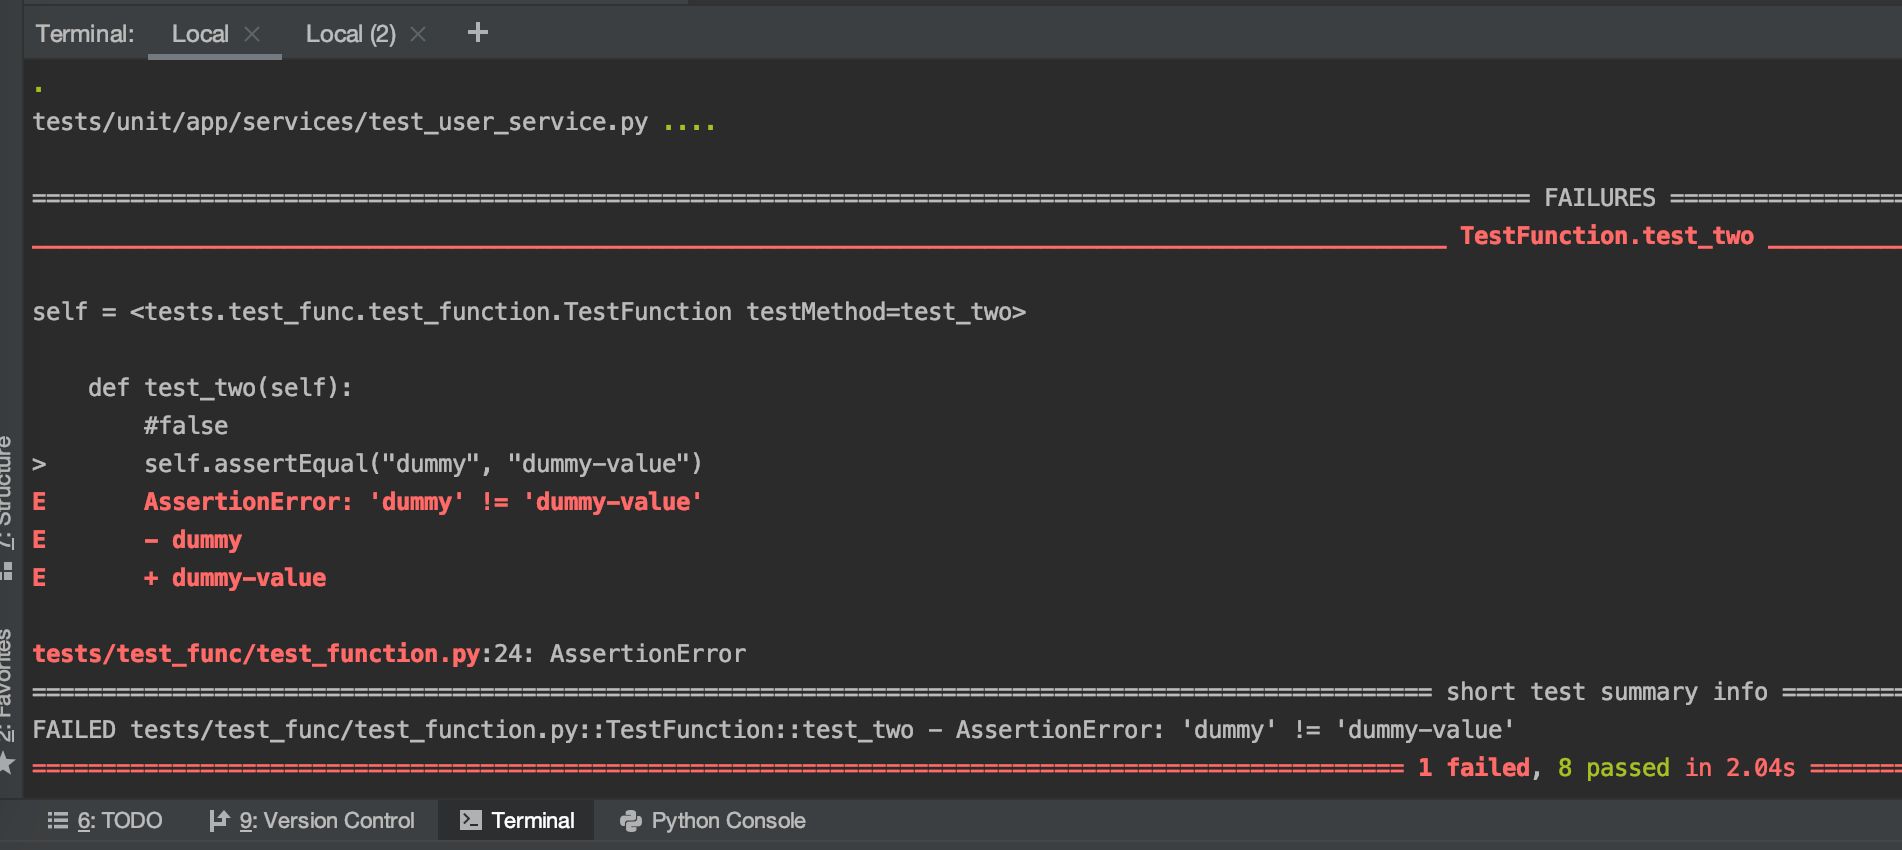 Terminal: Local × Local (2) × +
.
tests/unit/app/services/test_user_service.py ....
=========================================================================================================== FAILURES =================
_____________________________________________________________________________________________________ TestFunction.test_two __________
self = <tests.test_func.test_function.TestFunction testMethod=test_two>
def test_two(self):
#false
> self.assertEqual("dummy", "dummy-value")
E AssertionError: 'dummy' != 'dummy-value'
E - dummy
E + dummy-value
tests/test_func/test_function.py:24: AssertionError
==================================================================================================== short test summary info =========
FAILED tests/test_func/test_function.py::TestFunction::test_two - AssertionError: 'dummy' != 'dummy-value'
================================================================================================== 1 failed, 8 passed in 2.04s =======
7: Structure
2: Favorites
6: TODO 9: Version Control Terminal Python Console